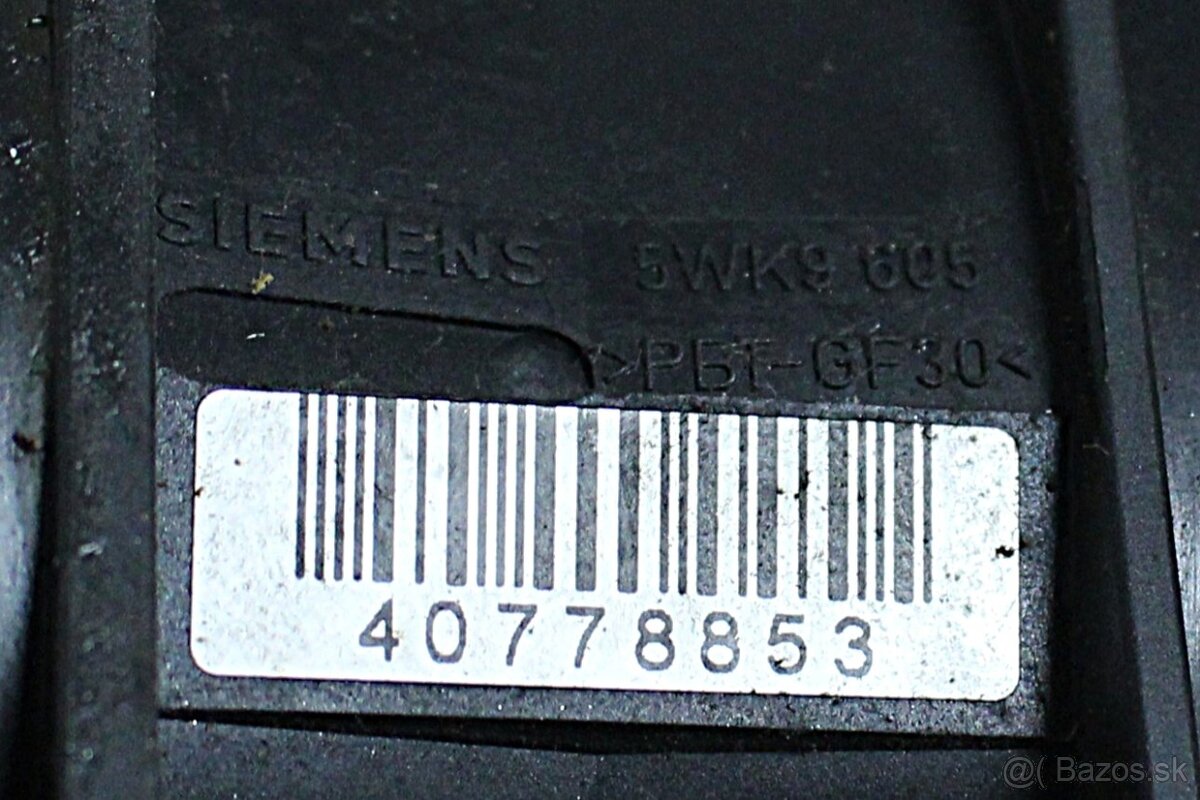 SIEMENS 5WK9 605
>PBT-GF30<
40778853
@( Bazos.sk